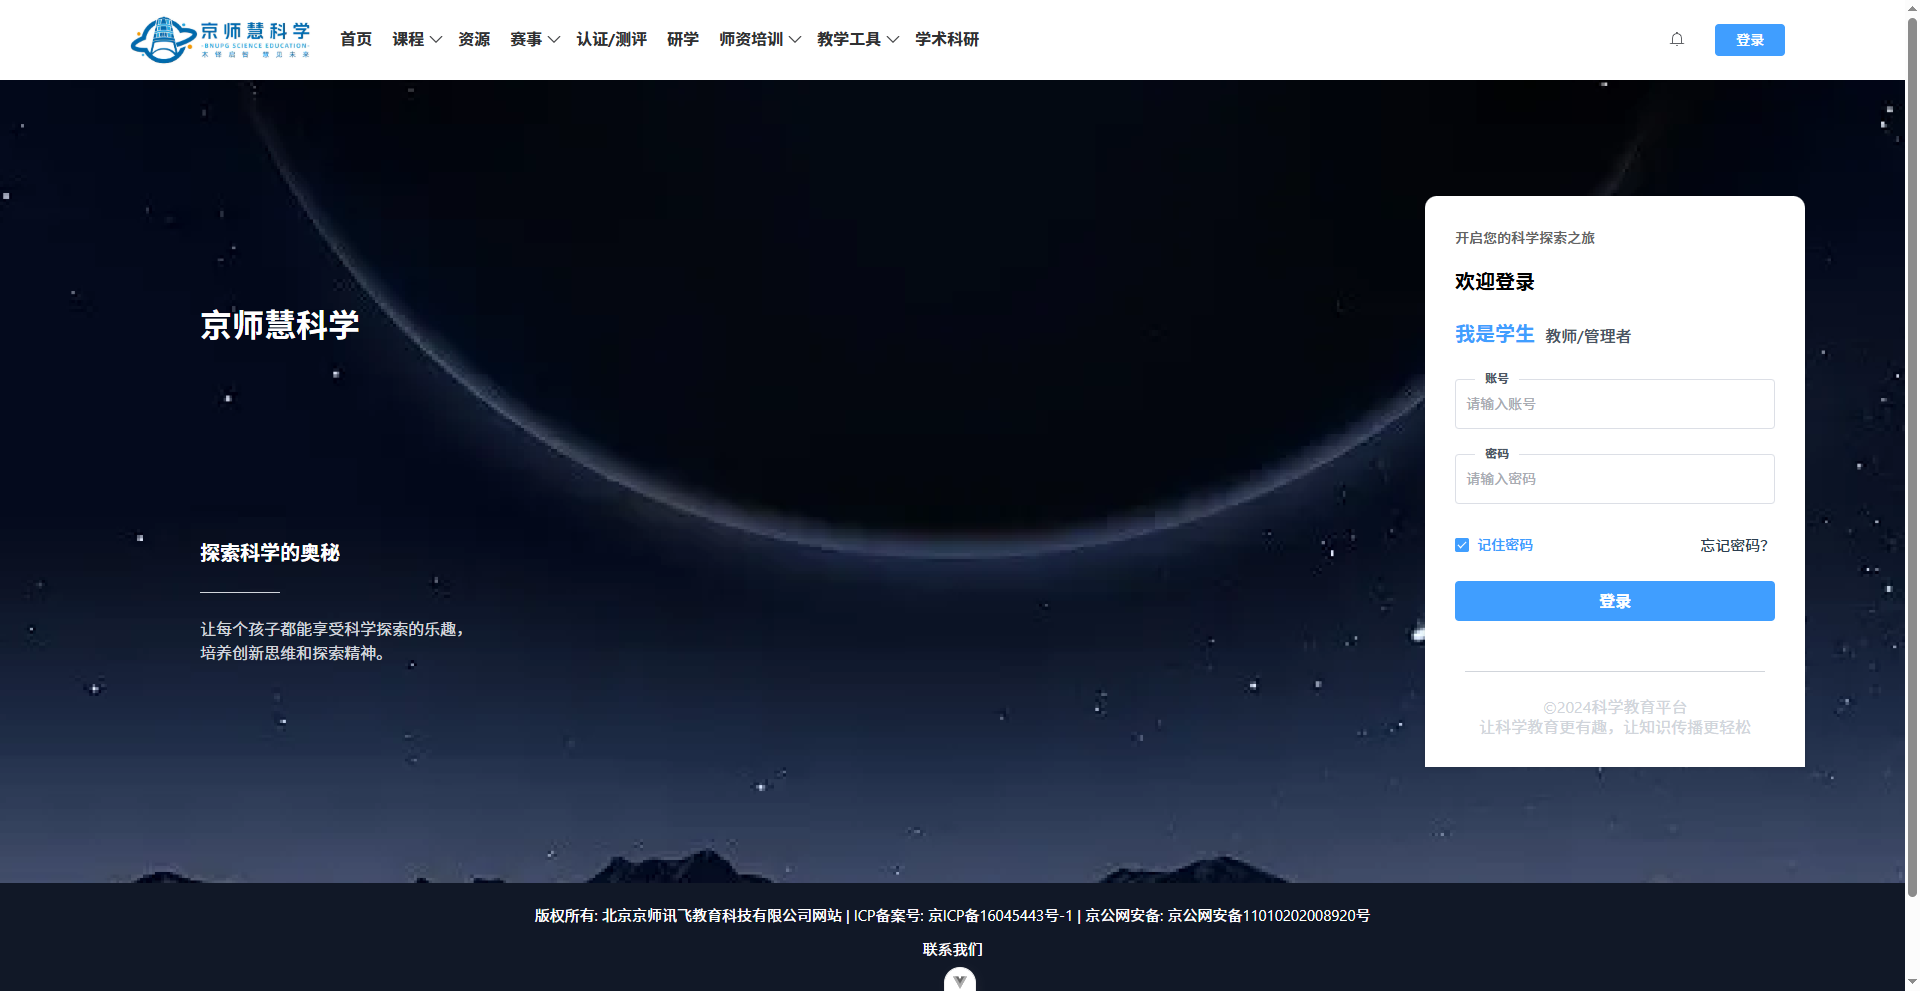 京师慧科学
·BNUPG SCIENCE EDUCATION·
首页 课程 资源 赛事 认证/测评 研学 师资培训 教学工具 学术科研
登录
京师慧科学
探索科学的奥秘
让每个孩子都能享受科学探索的乐趣，
培养创新思维和探索精神。
开启您的科学探索之旅
欢迎登录
我是学生 教师/管理者
账号
请输入账号
密码
请输入密码
记住密码 忘记密码?
登录
©2024科学教育平台
让科学教育更有趣，让知识传播更轻松
版权所有: 北京京师讯飞教育科技有限公司网站 | ICP备案号: 京ICP备16045443号-1 | 京公网安备: 京公网安备11010202008920号
联系我们